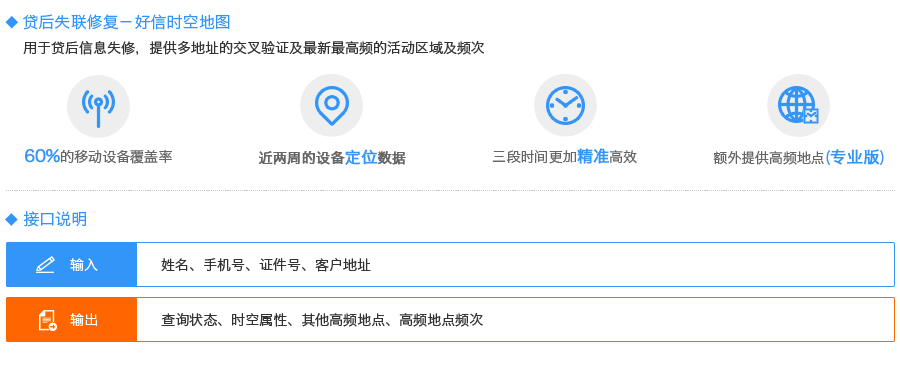 贷后失联修复－好信时空地图
用于贷后信息失修，提供多地址的交叉验证及最新最高频的活动区域及频次
60%的移动设备覆盖率
近两周的设备定位数据
三段时间更加精准高效
额外提供高频地点(专业版)
接口说明
输入
姓名、手机号、证件号、客户地址
输出
查询状态、时空属性、其他高频地点、高频地点频次